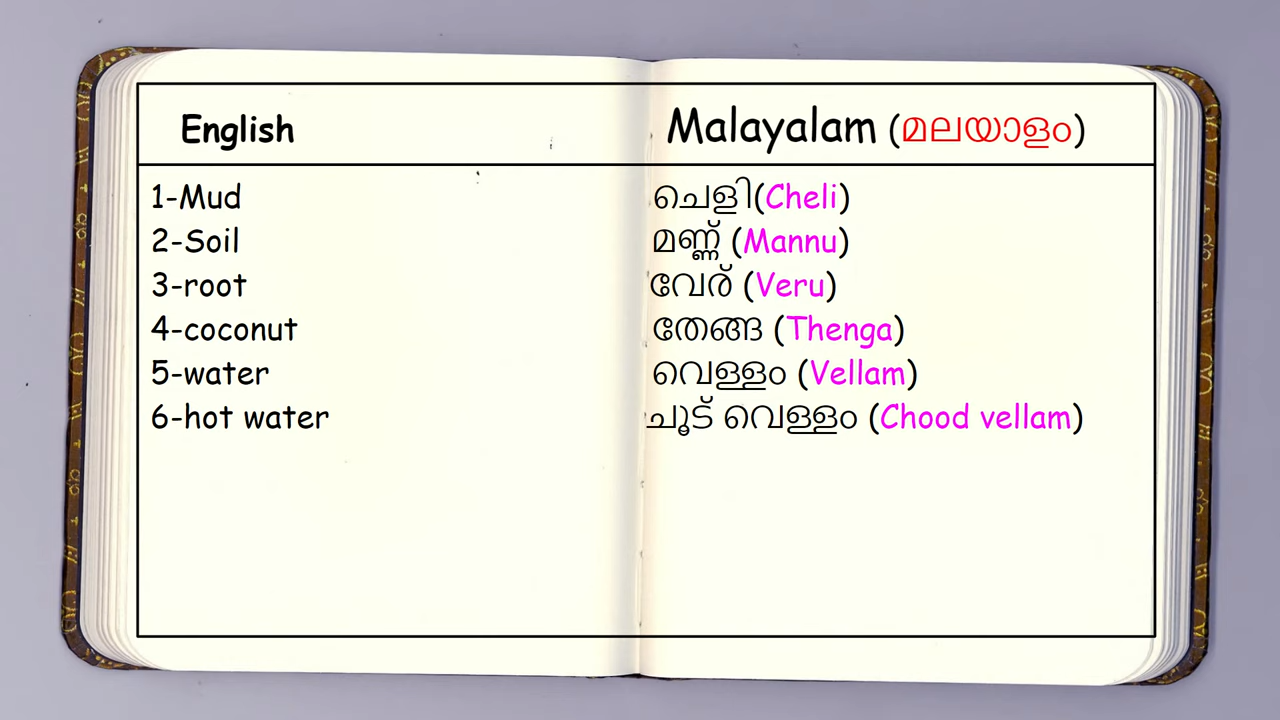 English Malayalam (മലയാളം)
1-Mud ചെളി(Cheli)
2-Soil മണ്ണ് (Mannu)
3-root വേര് (Veru)
4-coconut തേങ്ങ (Thenga)
5-water വെള്ളം (Vellam)
6-hot water ചൂട് വെള്ളം (Chood vellam)